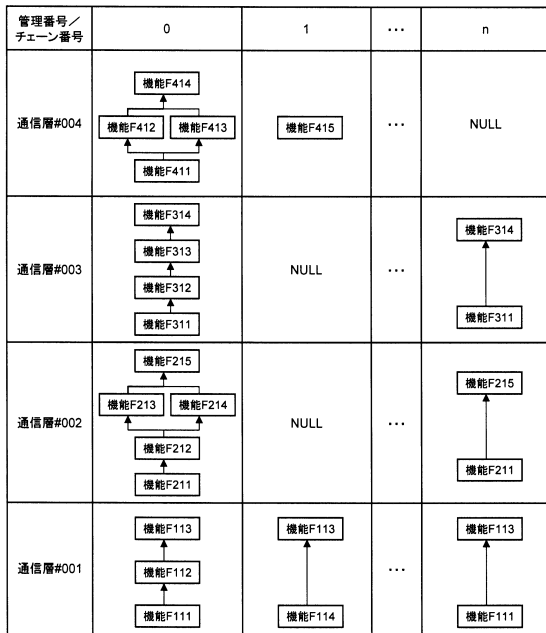 管理番号／
チェーン番号
0
1
･･･
n
通信層#004
機能F414
機能F412
機能F413
機能F411
機能F415
･･･
NULL
通信層#003
機能F314
機能F313
機能F312
機能F311
NULL
･･･
機能F314
機能F311
通信層#002
機能F215
機能F213
機能F214
機能F212
機能F211
NULL
･･･
機能F215
機能F211
通信層#001
機能F113
機能F112
機能F111
機能F113
機能F114
･･･
機能F113
機能F111